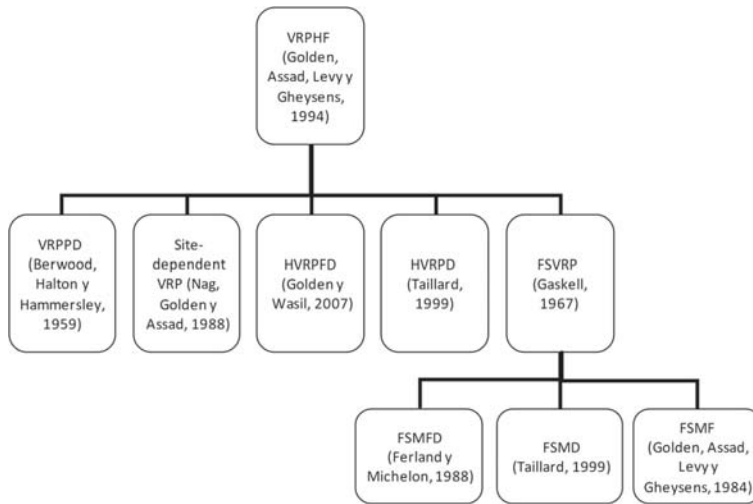 VRPHF
(Golden,
Assad, Levy y
Gheysens,
1994)
VRPPD
(Berwood,
Halton y
Hammersley,
1959)
Site-
dependent
VRP (Nag,
Golden y
Assad, 1988)
HVRPFD
(Golden y
Wasil, 2007)
HVRPD
(Taillard,
1999)
FSVRP
(Gaskell,
1967)
FSMFD
(Ferland y
Michelon, 1988)
FSMD
(Taillard, 1999)
FSMF
(Golden, Assad,
Levy y
Gheysens, 1984)